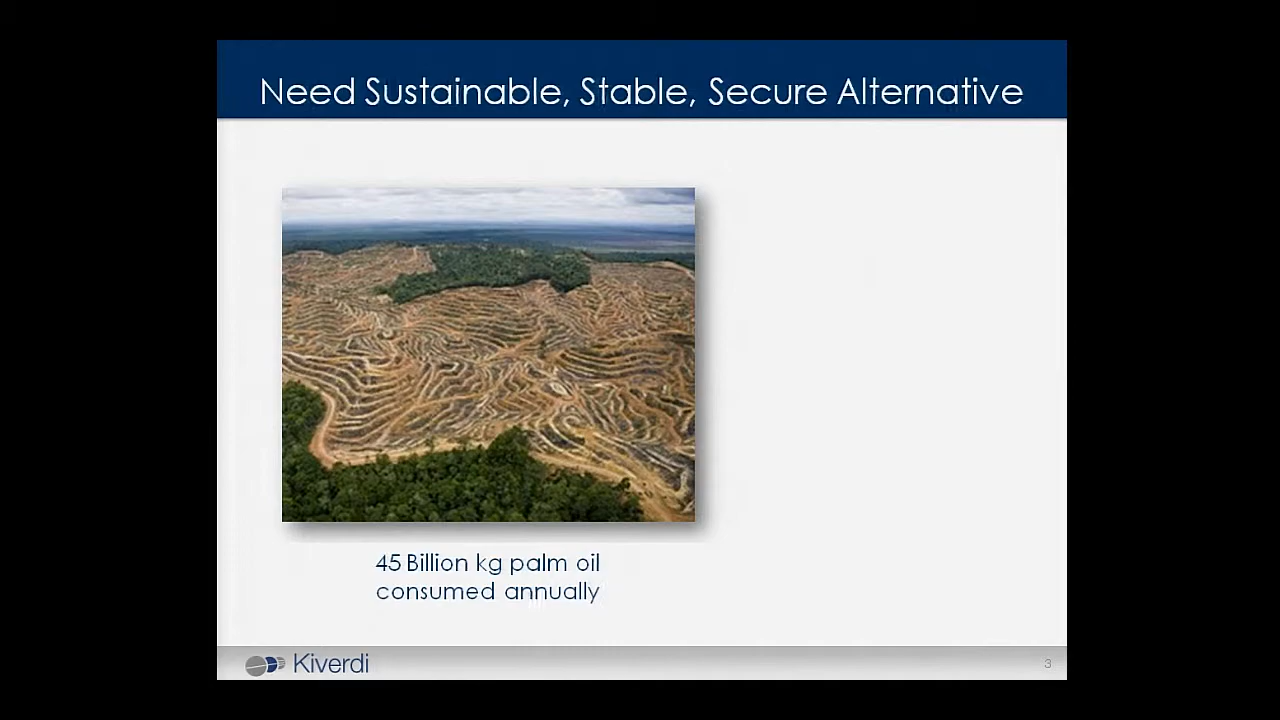 Need Sustainable, Stable, Secure Alternative
45 Billion kg palm oil
consumed annually
Kiverdi
3